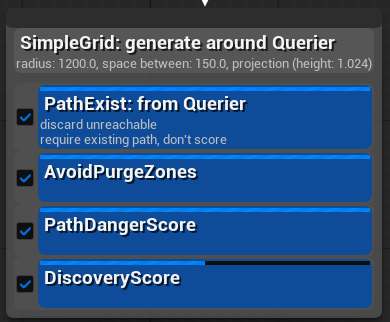 SimpleGrid: generate around Querier
radius: 1200.0, space between: 150.0, projection (height: 1.024)
PathExist: from Querier
discard unreachable
require existing path, don't score
AvoidPurgeZones
PathDangerScore
DiscoveryScore